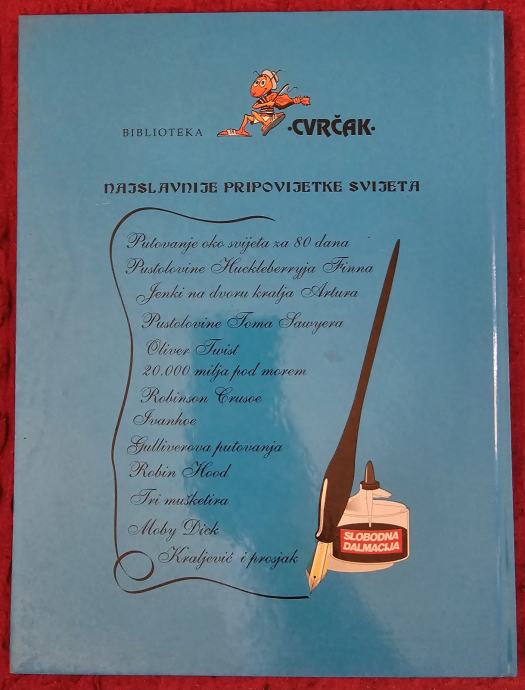 BIBLIOTEKA ·CVRČAK·
NAJSLAVNIJE PRIPOVIJETKE SVIJETA
Putovanje oko svijeta za 80 dana
Pustolovine Huckleberryja Finna
Jenki na dvoru kralja Artura
Pustolovine Toma Sawyera
Oliver Twist
20.000 milja pod morem
Robinson Crusoe
Ivanhoe
Gulliverova putovanja
Robin Hood
Tri mušketira
Moby Dick
Kraljević i prosjak
SLOBODNA
DALMACIJA